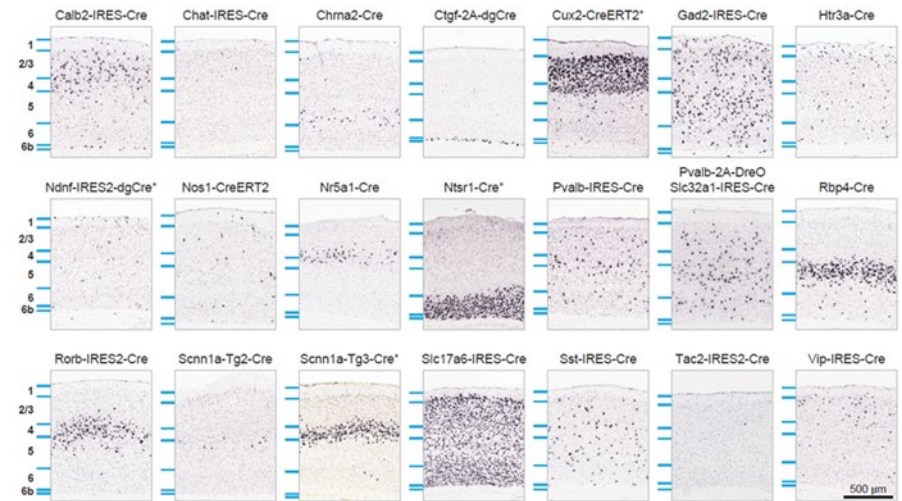 Calb2-IRES-Cre
Chat-IRES-Cre
Chrna2-Cre
Ctgf-2A-dgCre
Cux2-CreERT2*
Gad2-IRES-Cre
Htr3a-Cre
1
2/3
4
5
6
6b
Ndnf-IRES2-dgCre*
Nos1-CreERT2
Nr5a1-Cre
Ntsr1-Cre*
Pvalb-IRES-Cre
Pvalb-2A-DreO
Slc32a1-IRES-Cre
Rbp4-Cre
1
2/3
4
5
6
6b
Rorb-IRES2-Cre
Scnn1a-Tg2-Cre
Scnn1a-Tg3-Cre*
Slc17a6-IRES-Cre
Sst-IRES-Cre
Tac2-IRES2-Cre
Vip-IRES-Cre
1
2/3
4
5
6
6b
500 µm